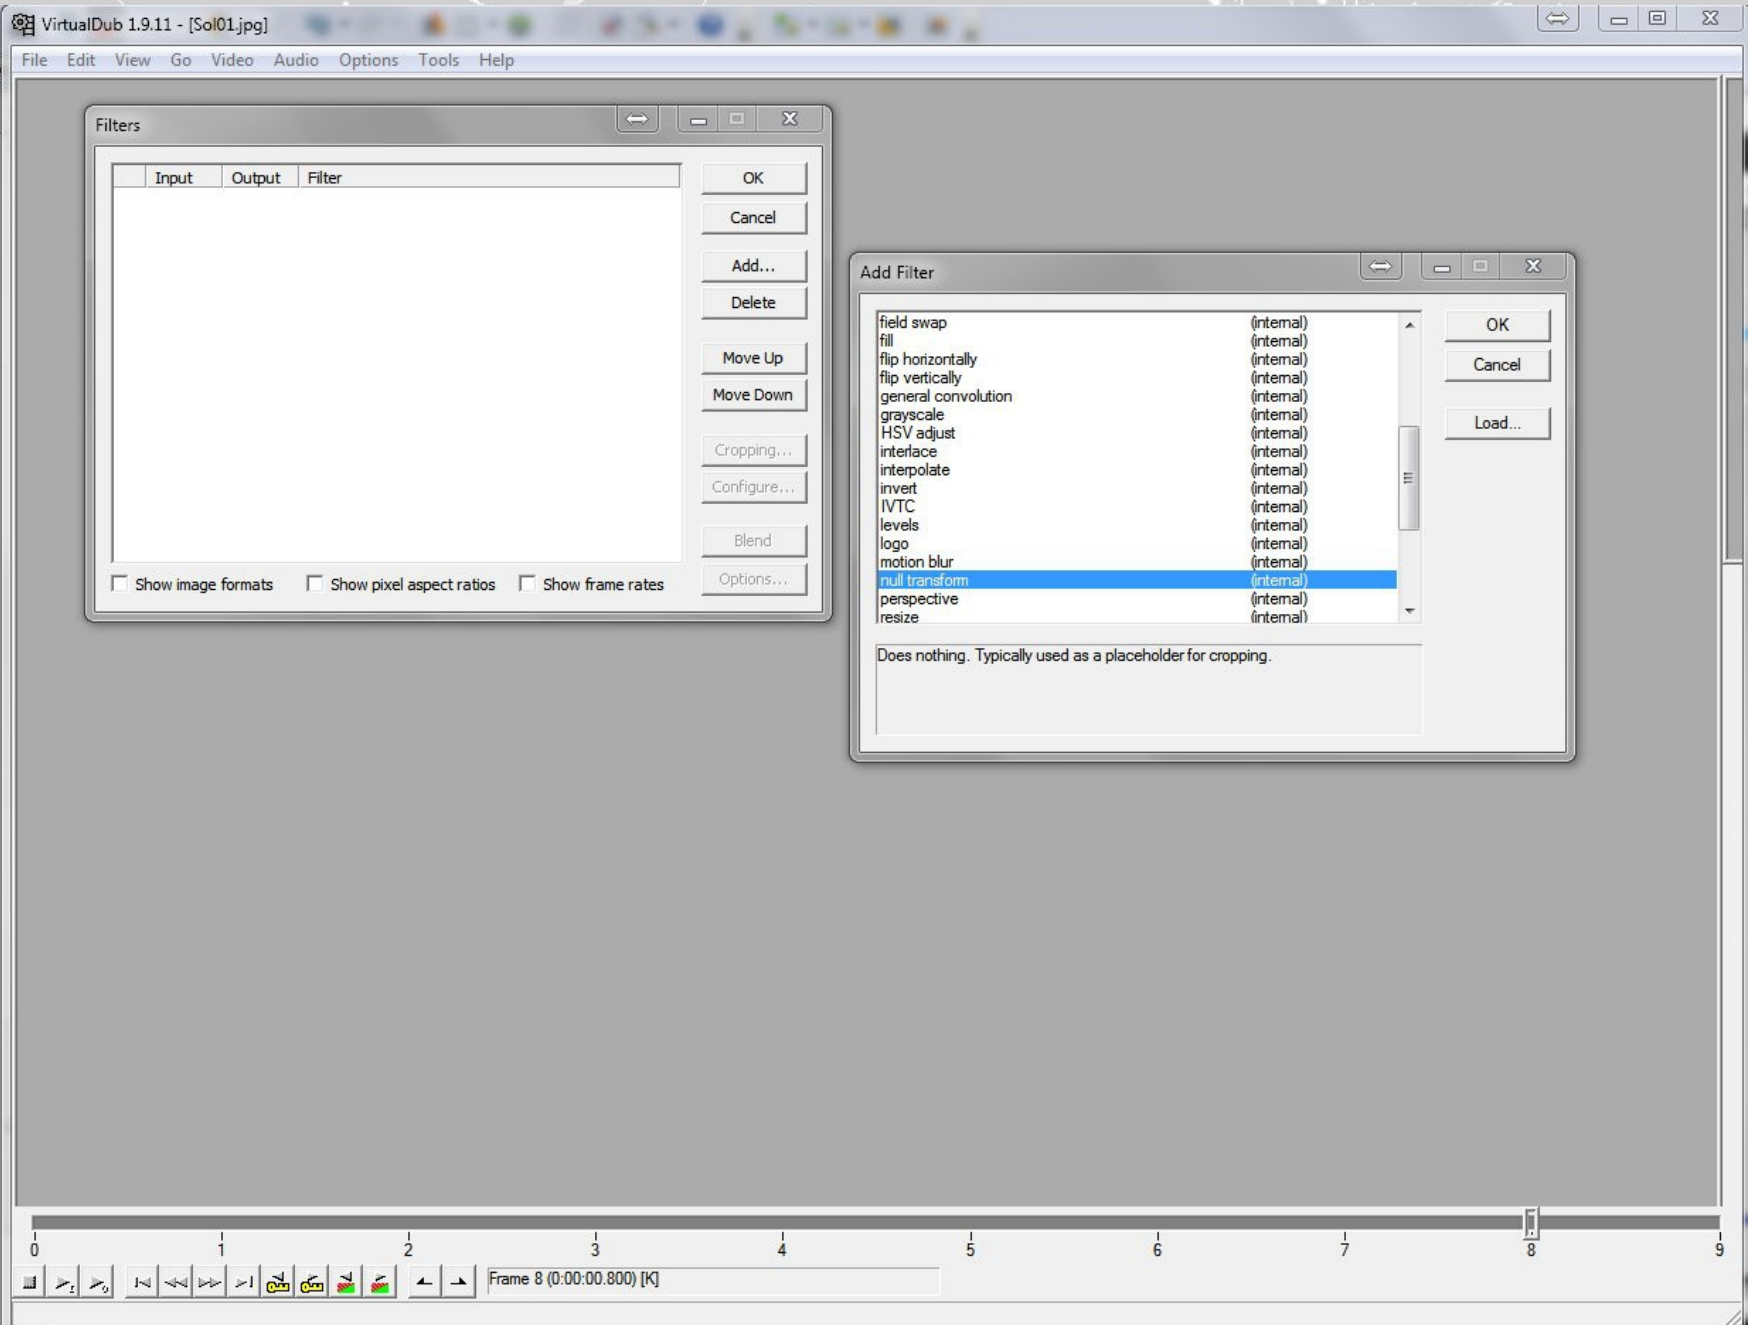 VirtualDub 1.9.11 - [Sol01.jpg]
File Edit View Go Video Audio Options Tools Help
Filters
Input Output Filter
OK
Cancel
Add...
Delete
Move Up
Move Down
Cropping...
Configure...
Blend
Options...
Show image formats Show pixel aspect ratios Show frame rates
Add Filter
field swap (internal)
fill (internal)
flip horizontally (internal)
flip vertically (internal)
general convolution (internal)
grayscale (internal)
HSV adjust (internal)
interlace (internal)
interpolate (internal)
invert (internal)
IVTC (internal)
levels (internal)
logo (internal)
motion blur (internal)
null transform (internal)
perspective (internal)
resize (internal)
OK
Cancel
Load...
Does nothing. Typically used as a placeholder for cropping.
0 1 2 3 4 5 6 7 8 9
Frame 8 (0:00:00.800) [K]